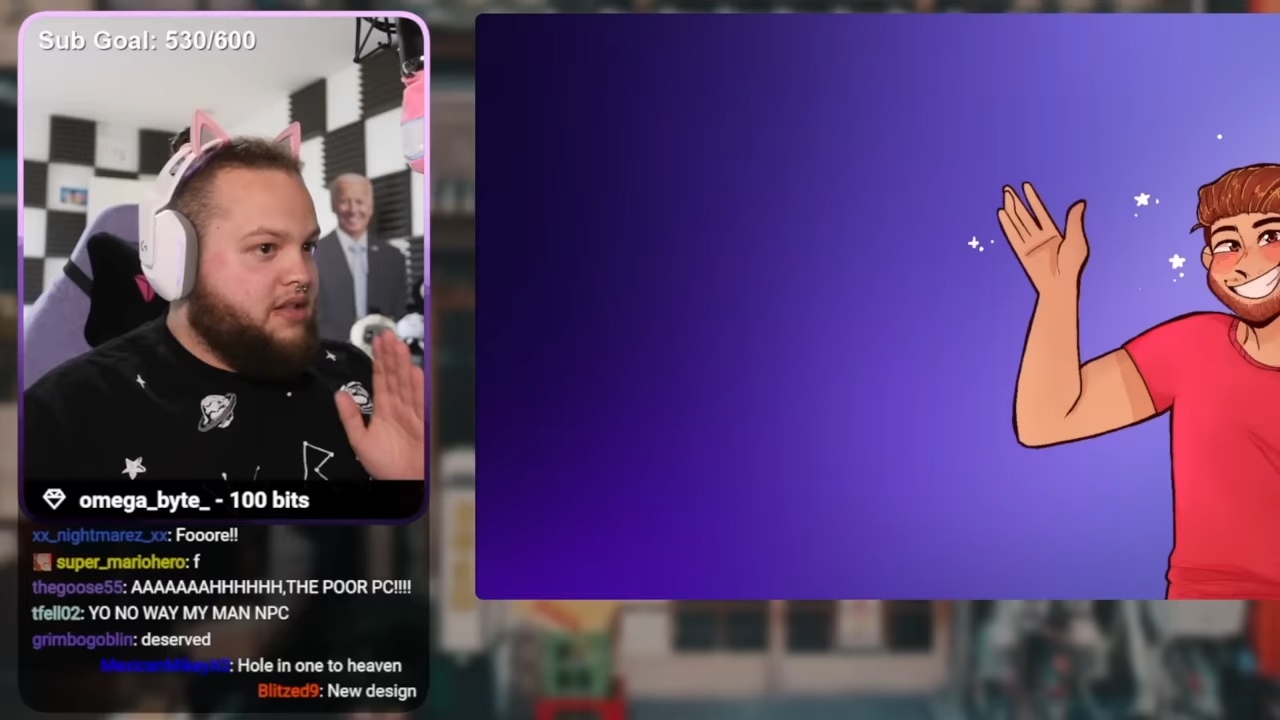 Sub Goal: 530/600
omega_byte_ - 100 bits
xx_nightmarez_xx: Fooore!!
super_mariohero: f
thegoose55: AAAAAAAHHHHHH,THE POOR PC!!!!
tfell02: YO NO WAY MY MAN NPC
grimbogoblin: deserved
: Hole in one to heaven
Blitzed9: New design